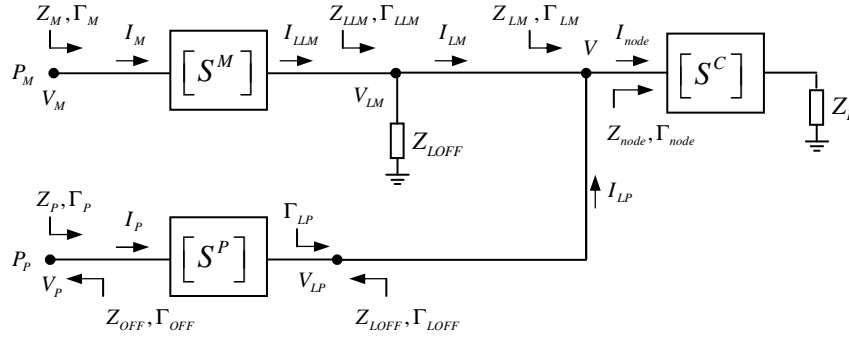 Z_M, Γ_M
I_M
I_LLM
Z_LLM, Γ_LLM
I_LM
Z_LM, Γ_LM
V
I_node
P_M
V_M
[S^M]
V_LM
[S^C]
Z_LOFF
Z_node, Γ_node
I_LP
Z_P, Γ_P
I_P
Γ_LP
P_P
V_P
[S^P]
V_LP
Z_OFF, Γ_OFF
Z_LOFF, Γ_LOFF